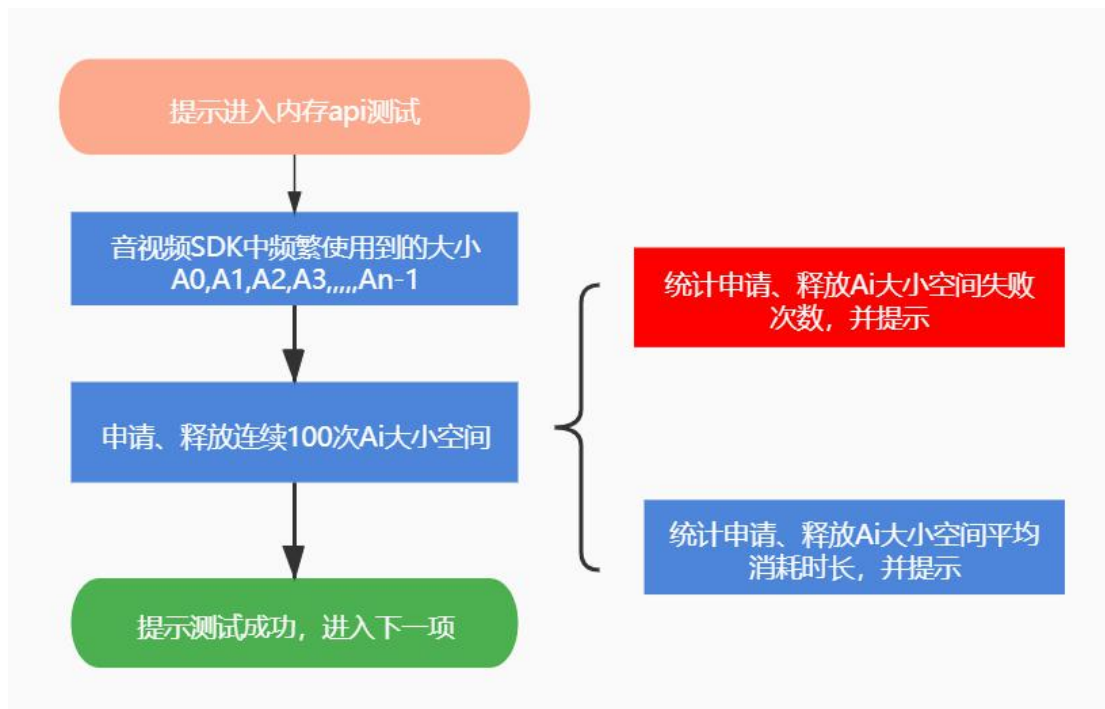 提示进入内存api测试
音视频SDK中频繁使用到的大小
A0,A1,A2,A3,,,,,An-1
统计申请、释放Ai大小空间失败
次数，并提示
申请、释放连续100次Ai大小空间
统计申请、释放Ai大小空间平均
消耗时长，并提示
提示测试成功，进入下一项